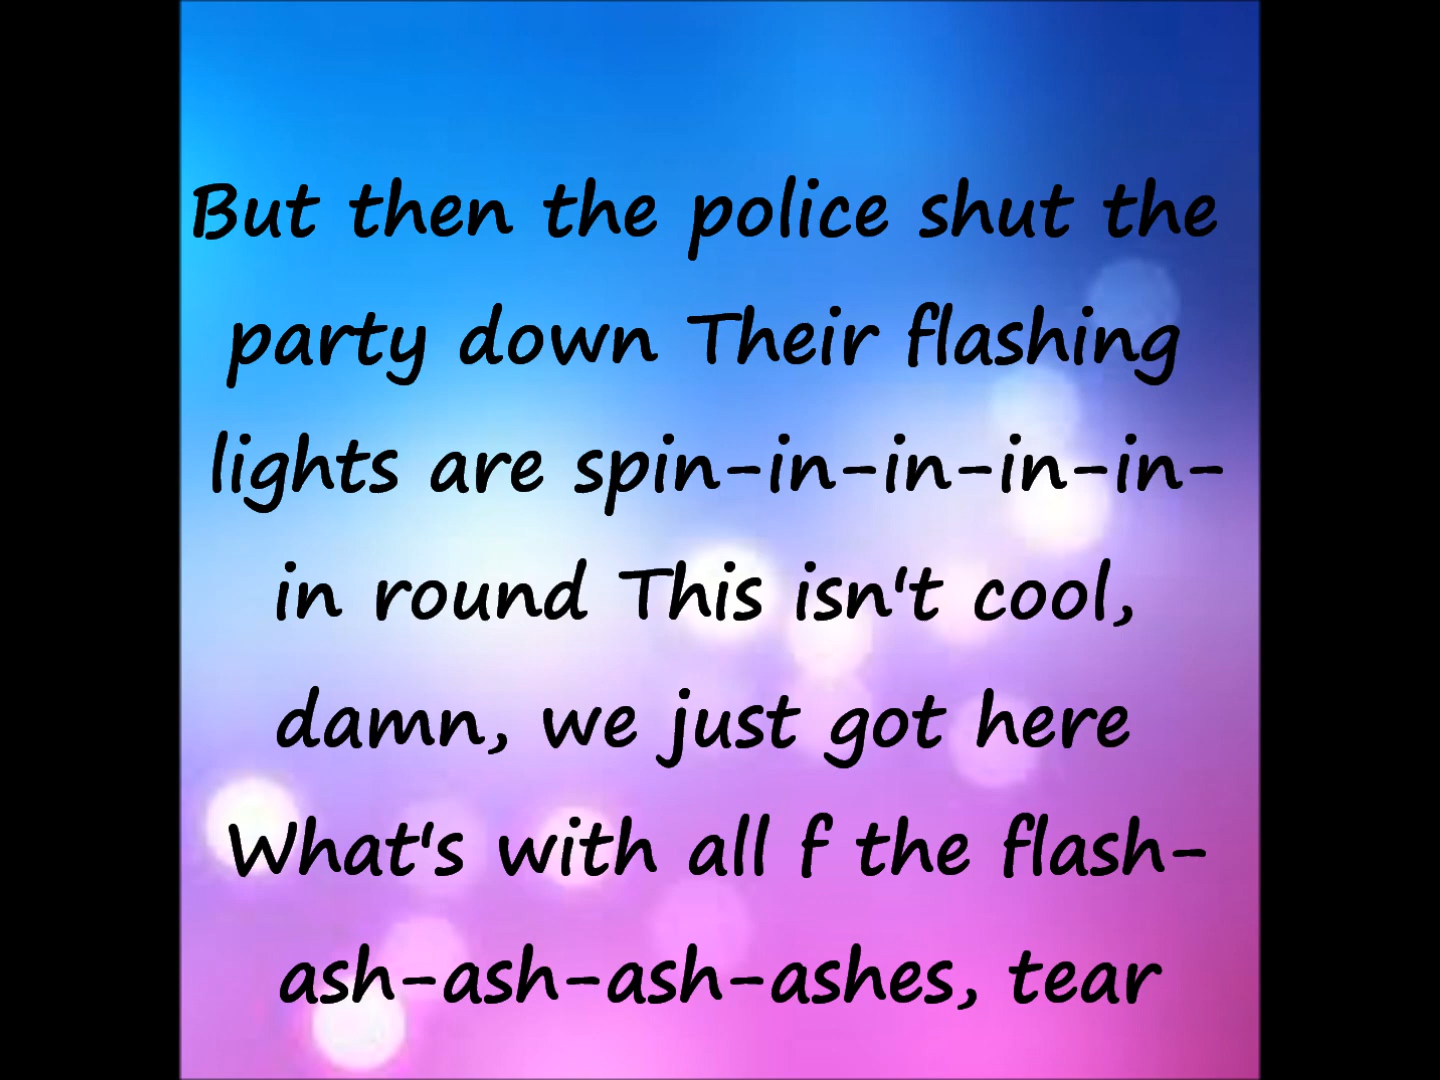 But then the police shut the
party down Their flashing
lights are spin-in-in-in-in-
in round This isn't cool,
damn, we just got here
What's with all f the flash-
ash-ash-ash-ashes, tear